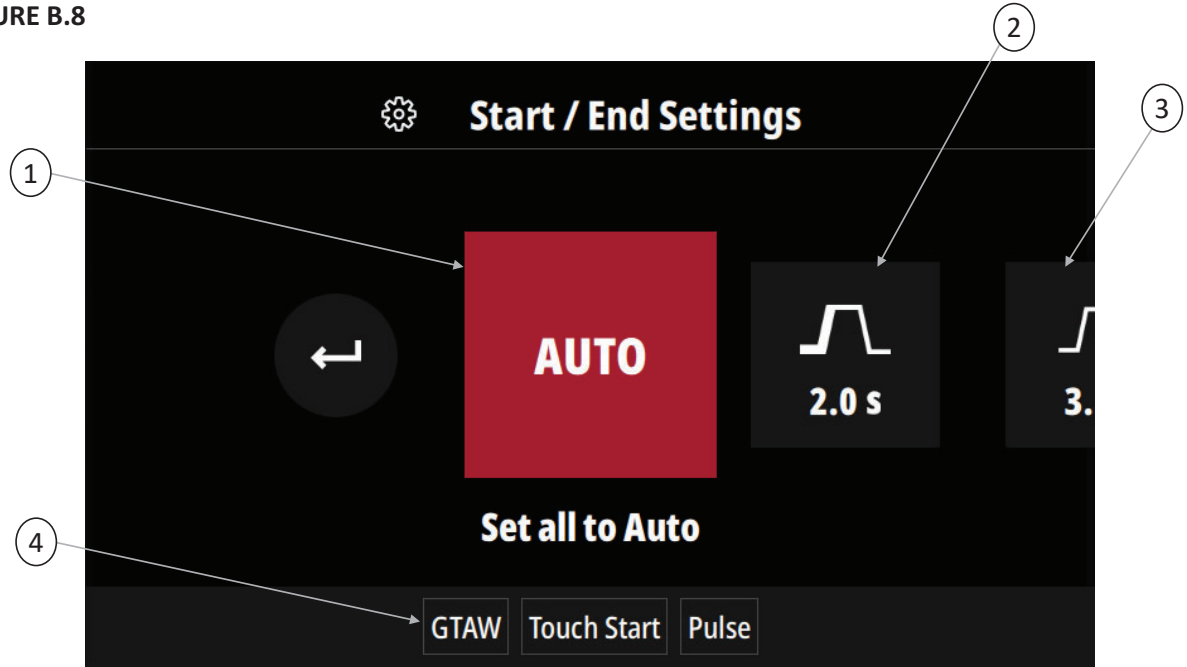 URE B.8
2
3
Start / End Settings
1
AUTO
2.0 s
3.
Set all to Auto
4
GTAW Touch Start Pulse